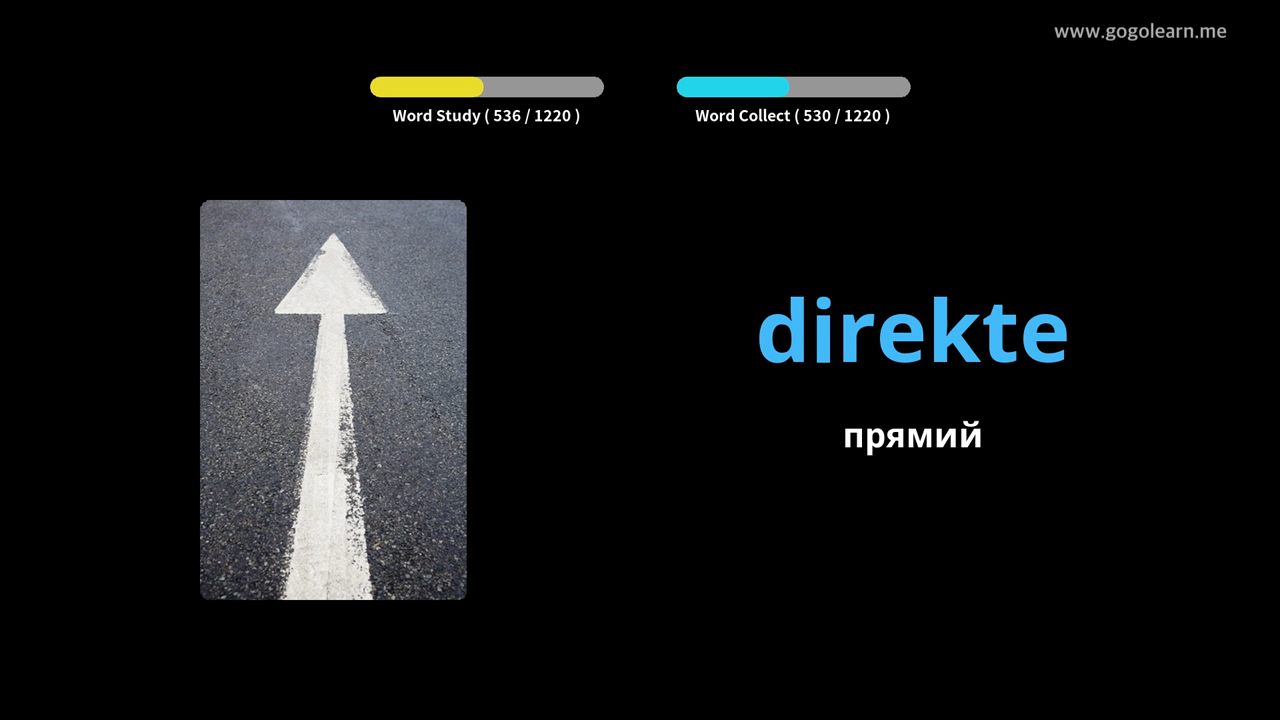 www.gogolearn.me
Word Study ( 536 / 1220 )
Word Collect ( 530 / 1220 )
direkte
прямий